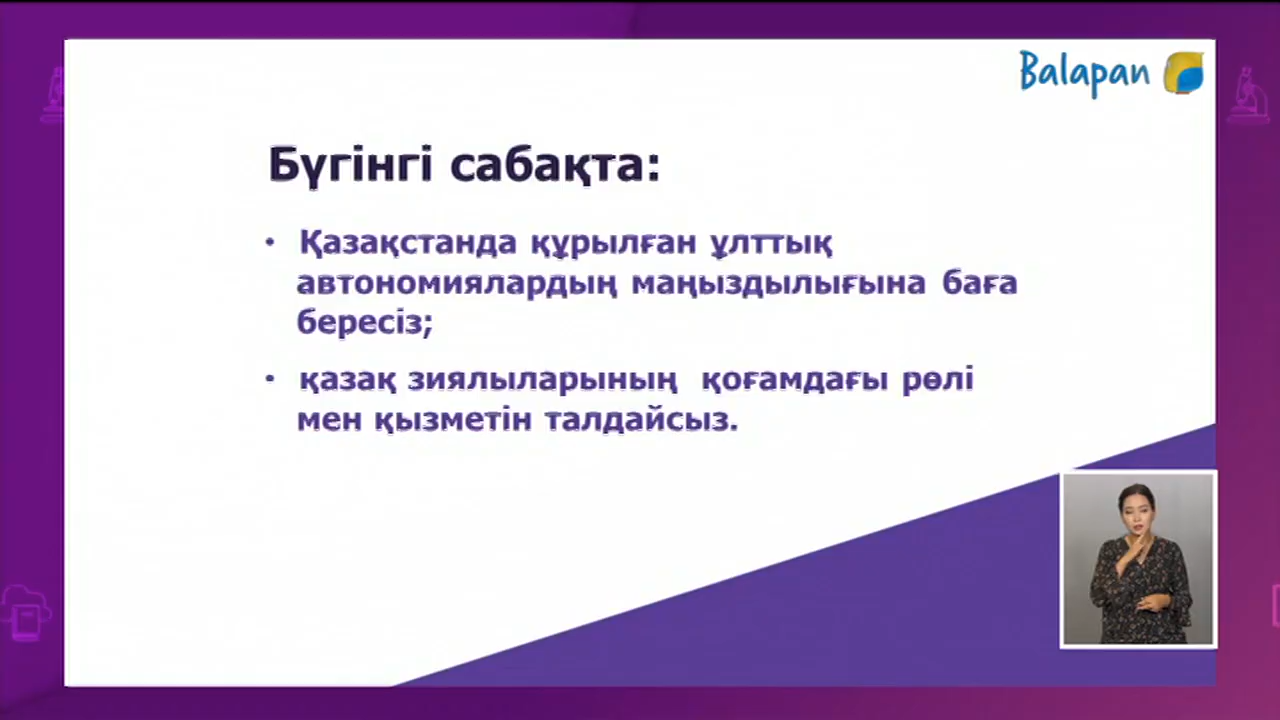 Balapan
Бүгінгі сабақта:
• Қазақстанда құрылған ұлттық
автономиялардың маңыздылығына баға
бересіз;
• қазақ зиялыларының қоғамдағы рөлі
мен қызметін талдайсыз.